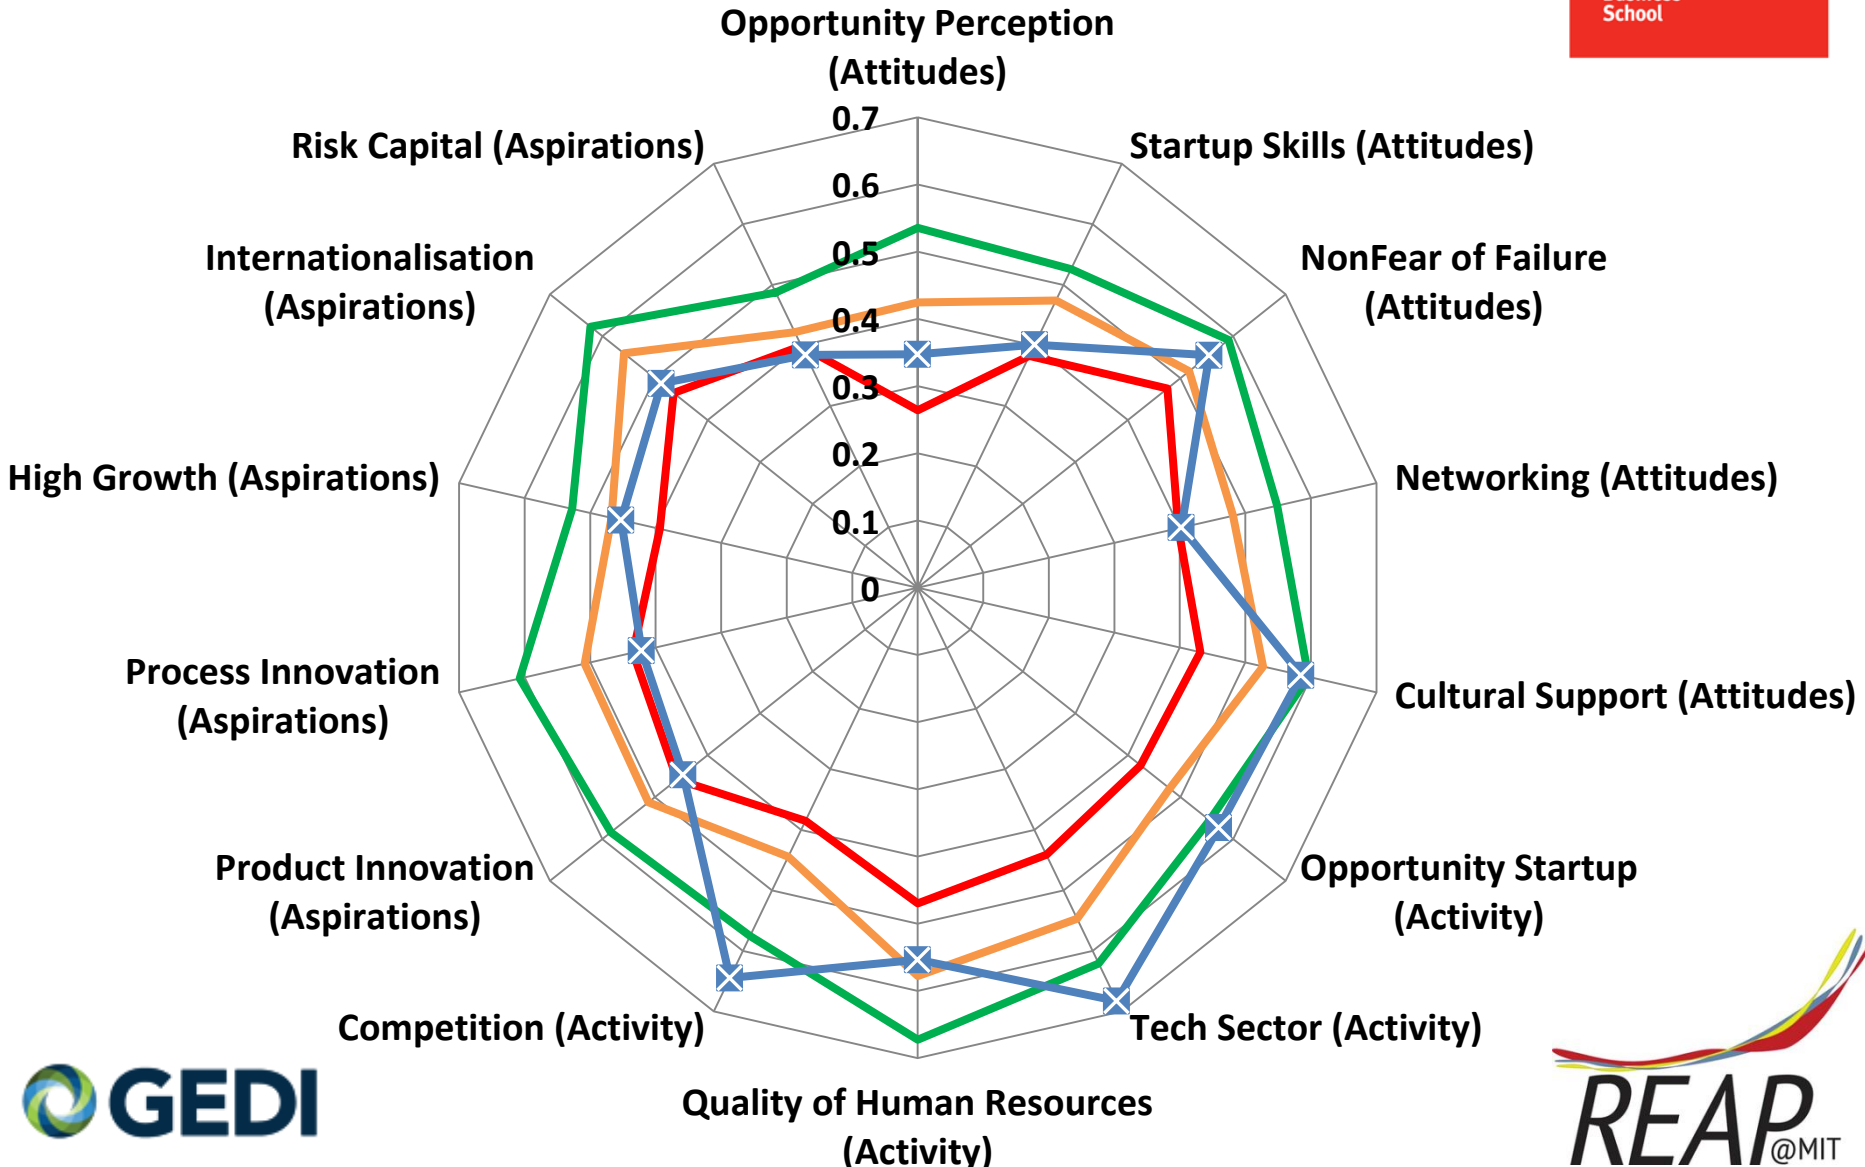 School
Opportunity Perception
(Attitudes)
0.7
Risk Capital (Aspirations)
Startup Skills (Attitudes)
0.6
Internationalisation
(Aspirations)
NonFear of Failure
(Attitudes)
0.5
0.4
0.3
High Growth (Aspirations)
Networking (Attitudes)
0.2
0.1
0
Process Innovation
(Aspirations)
Cultural Support (Attitudes)
Product Innovation
(Aspirations)
Opportunity Startup
(Activity)
Competition (Activity)
Tech Sector (Activity)
Quality of Human Resources
(Activity)
GEDI
REAP
@MIT